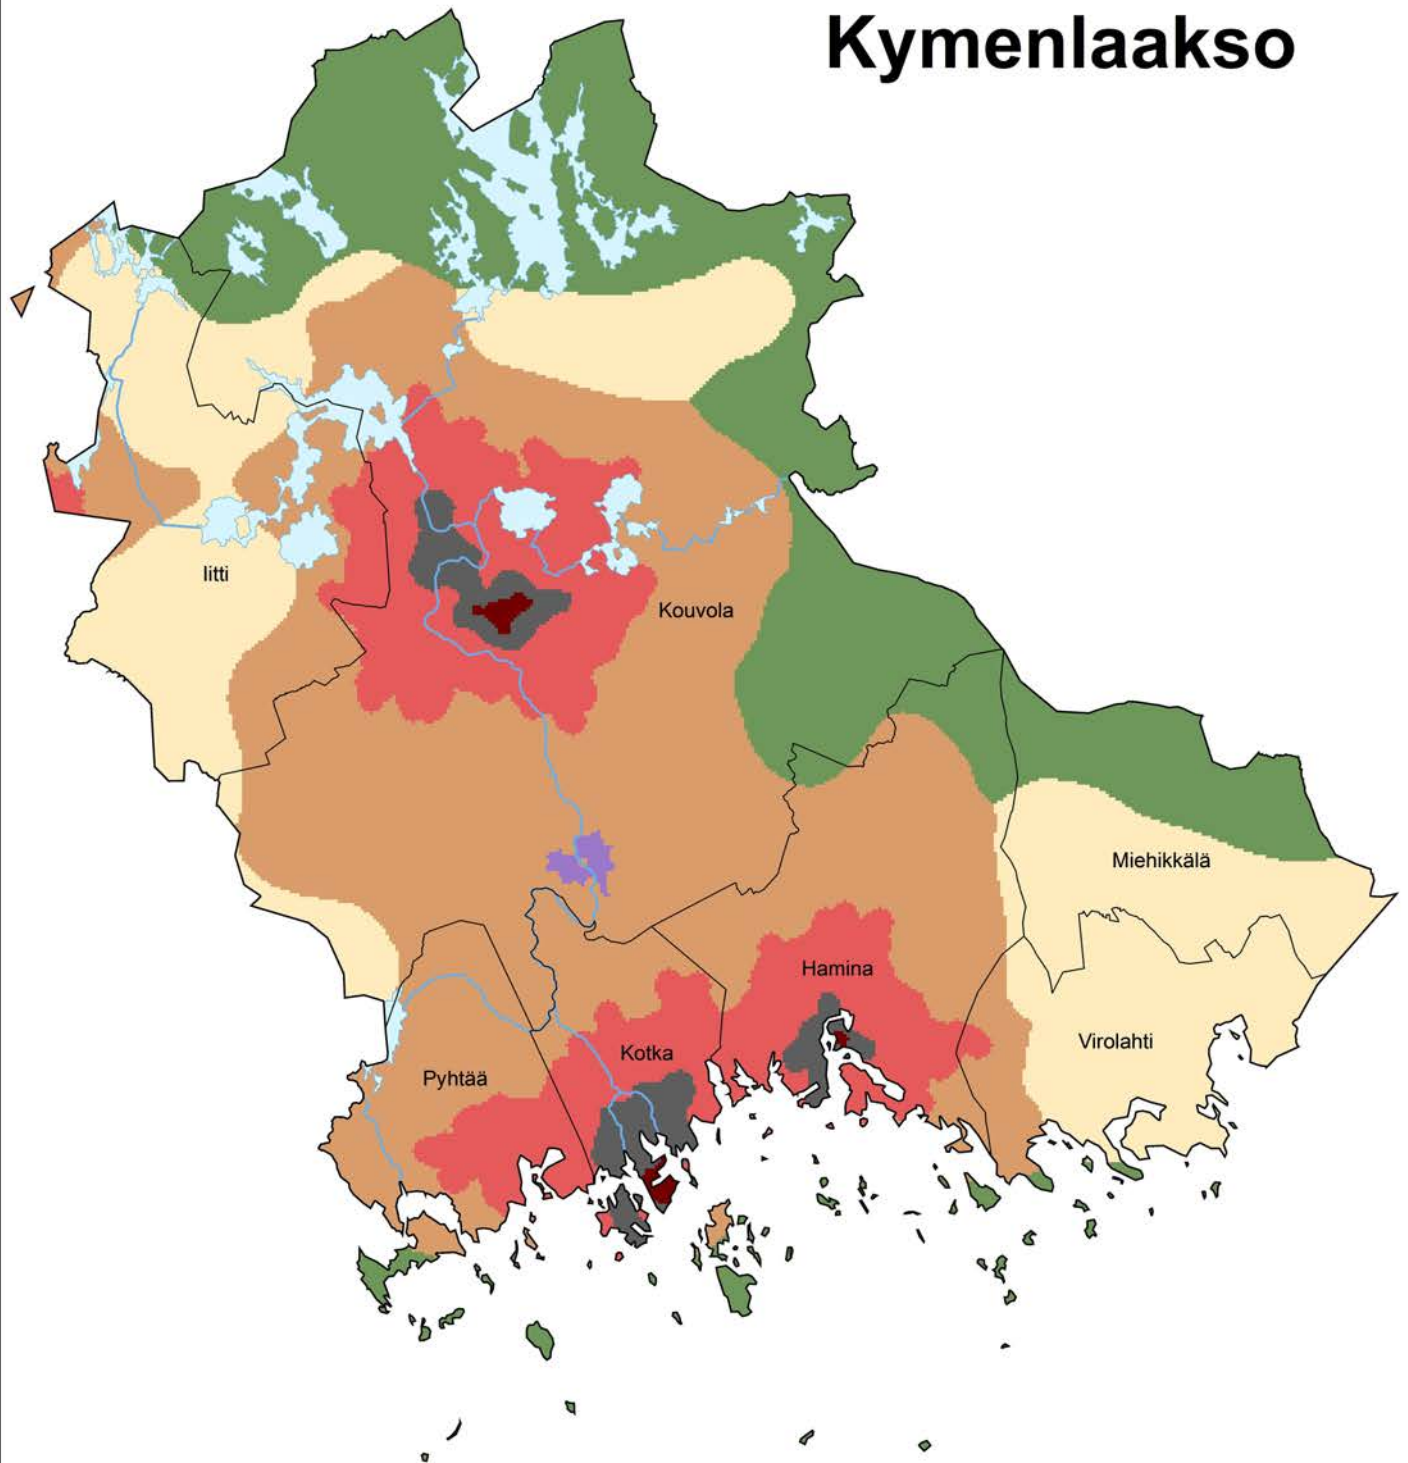 Kymenlaakso
Iitti
Kouvola
Miehikkälä
Hamina
Virolahti
Kotka
Pyhtää